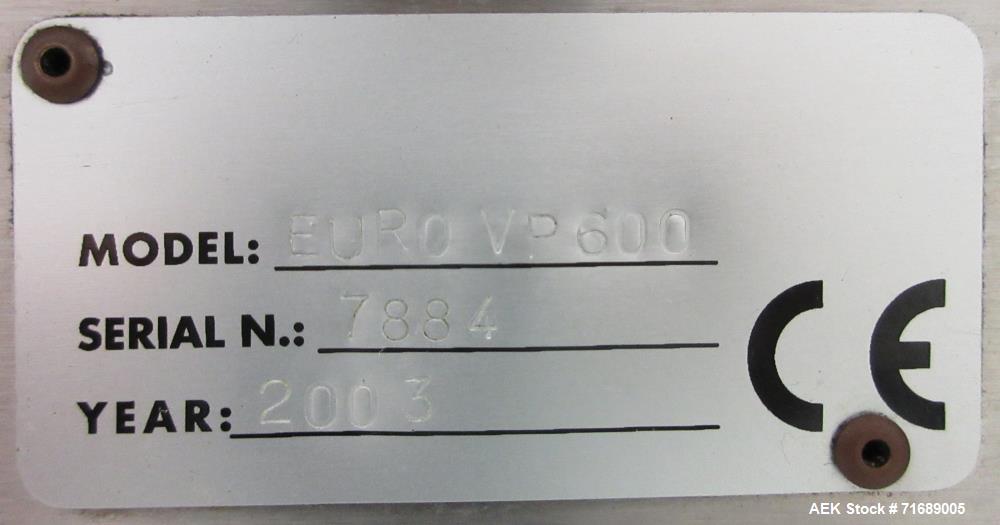 MODEL: EURO VP600
SERIAL N.: 7884
YEAR: 2003
CE
AEK Stock # 71689005